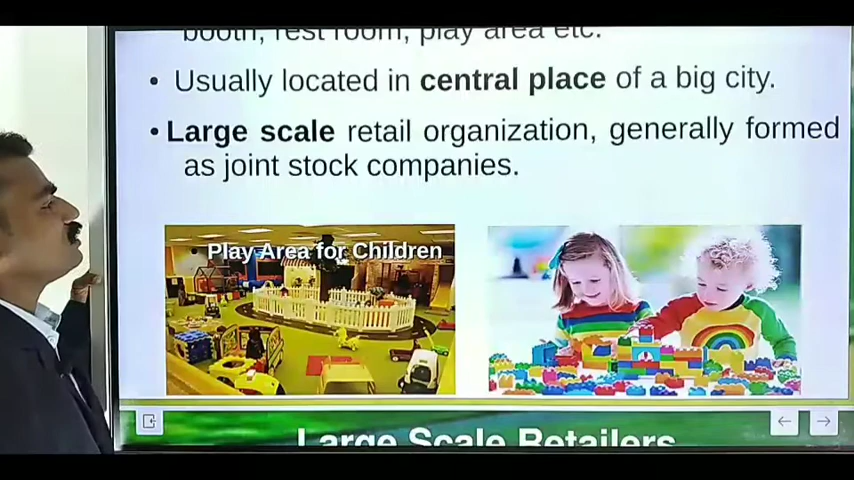 booth, rest room, play area etc.
• Usually located in central place of a big city.
• Large scale retail organization, generally formed
as joint stock companies.
Play Area for Children
Large Scale Retailers